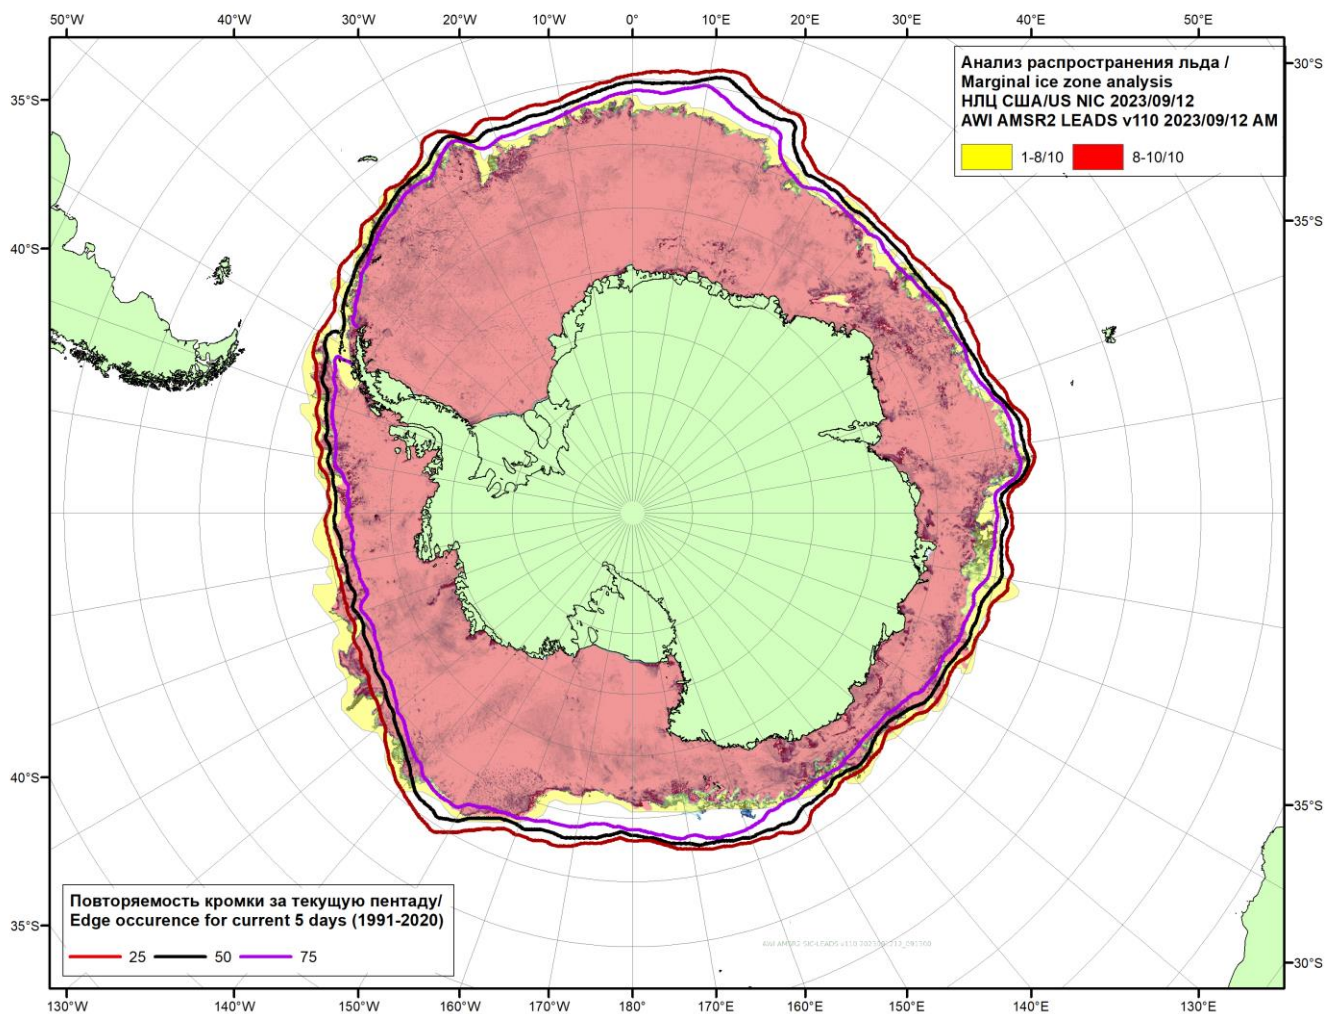 50°W 40°W 30°W 20°W 10°W 0° 10°E 20°E 30°E 40°E 50°E
Анализ распространения льда /
Marginal ice zone analysis
НЛЦ США/US NIC 2023/09/12
AWI AMSR2 LEADS v110 2023/09/12 AM
1-8/10 8-10/10
30°S
35°S
35°S
40°S
40°S
35°S
35°S
30°S
Повторяемость кромки за текущую пентаду/
Edge occurence for current 5 days (1991-2020)
25 50 75
130°W 140°W 150°W 160°W 170°W 180° 170°E 160°E 150°E 130°E